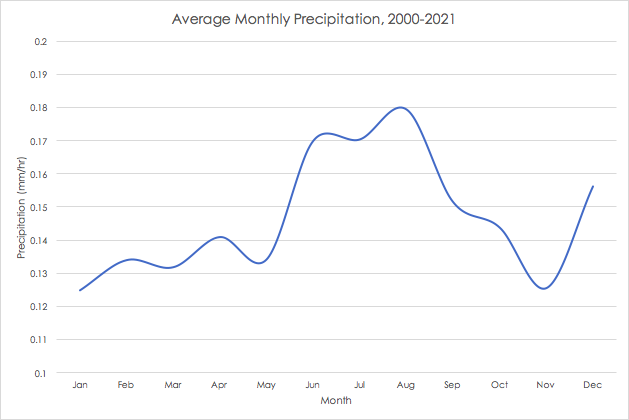 Average Monthly Precipitation, 2000-2021
0.2
0.19
0.18
0.17
0.16
0.15
0.14
0.13
0.12
0.11
0.1
Precipitation (mm/hr)
Jan Feb Mar Apr May Jun Jul Aug Sep Oct Nov Dec
Month